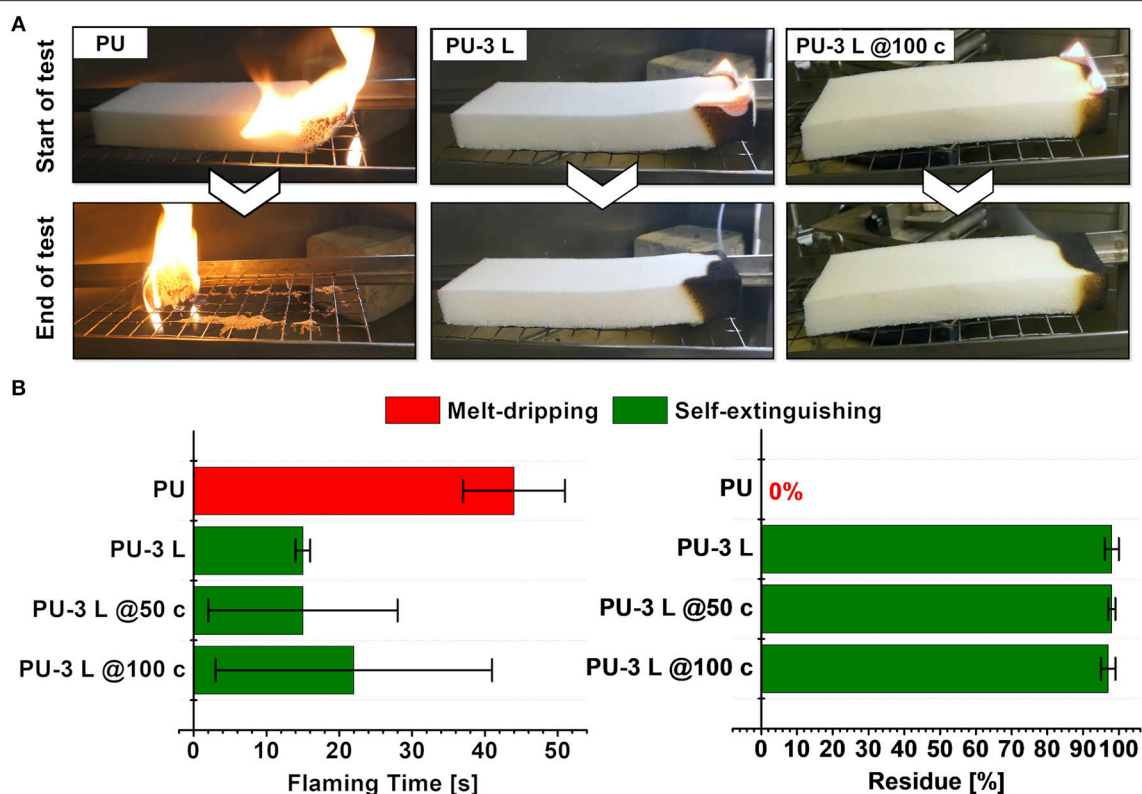 A
Start of test
PU
PU-3 L
PU-3 L @100 c
End of test
B
Melt-dripping
Self-extinguishing
PU
PU-3 L
PU-3 L @50 c
PU-3 L @100 c
0 10 20 30 40 50
Flaming Time [s]
PU
0%
PU-3 L
PU-3 L @50 c
PU-3 L @100 c
0 10 20 30 40 50 60 70 80 90 100
Residue [%]